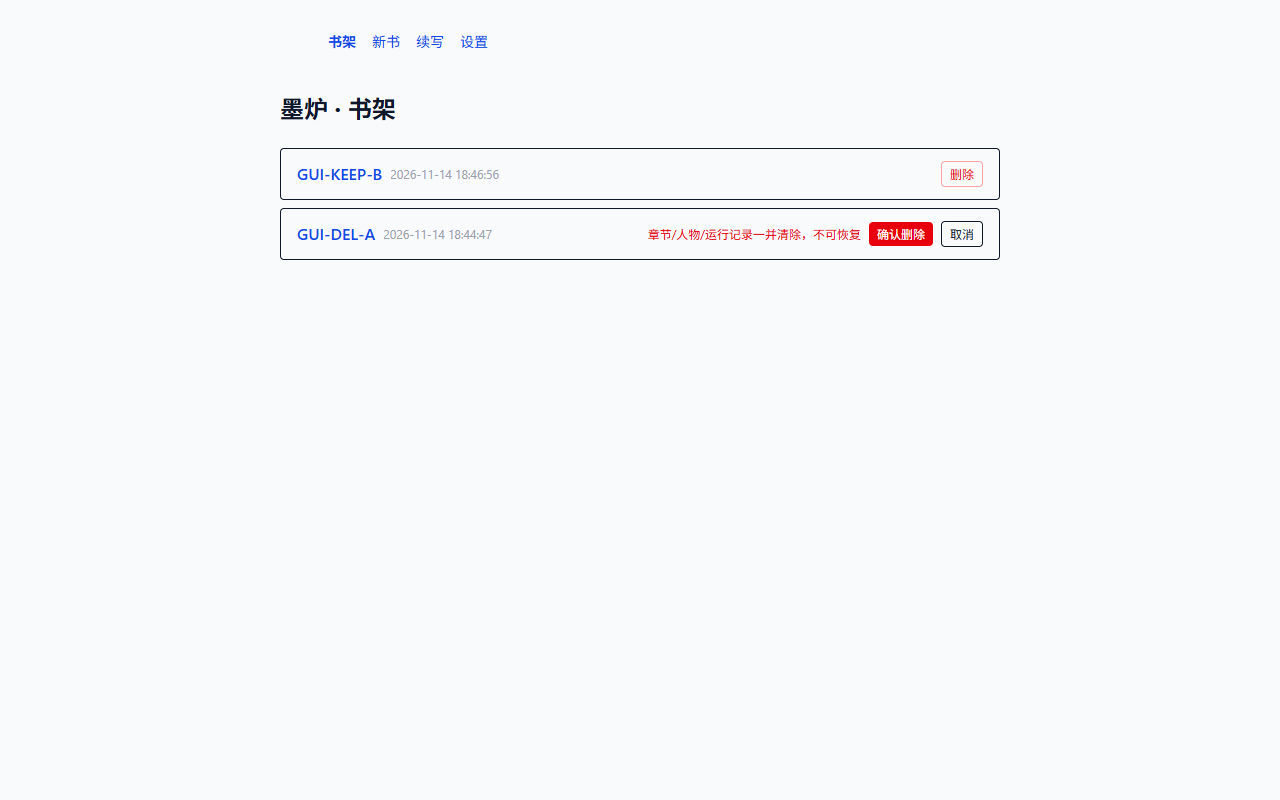 书架 新书 续写 设置
墨炉 · 书架
GUI-KEEP-B 2026-11-14 18:46:56 删除
GUI-DEL-A 2026-11-14 18:44:47 章节/人物/运行记录一并清除，不可恢复 确认删除 取消